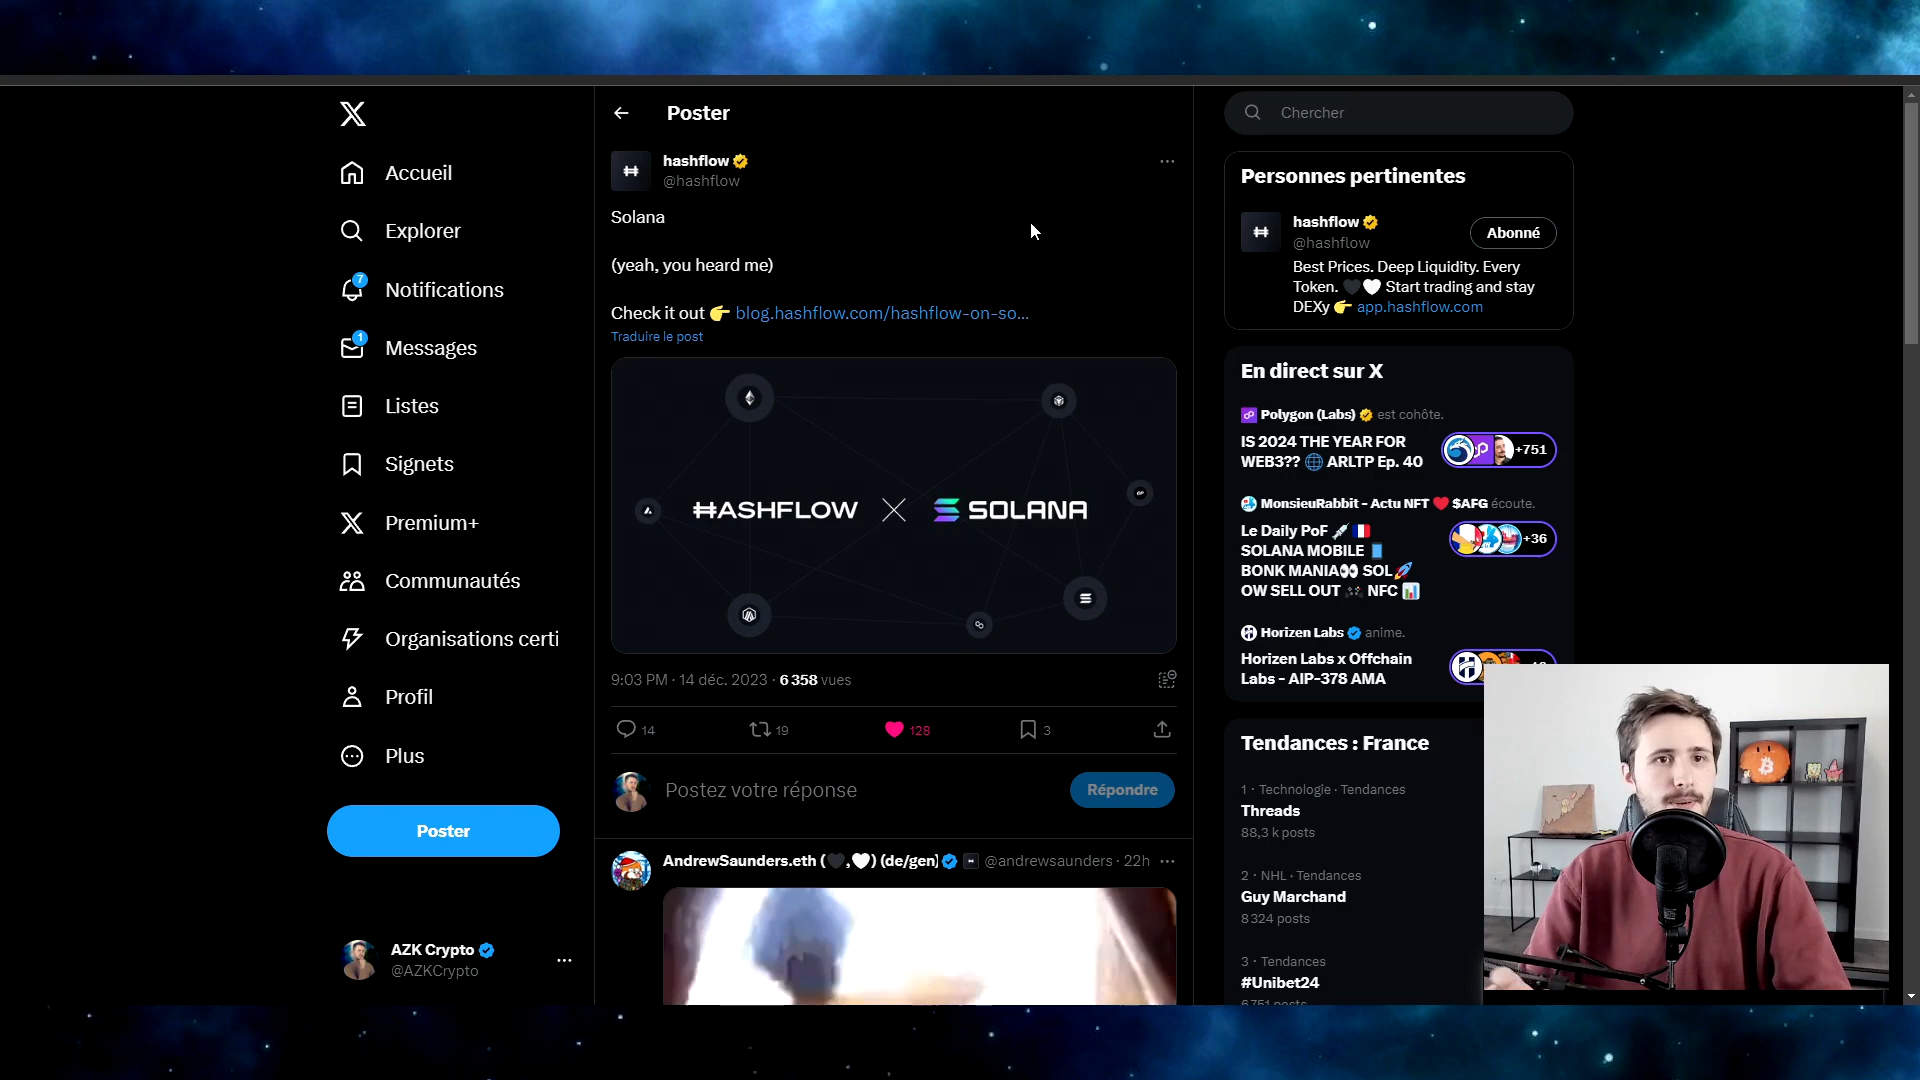 Accueil
Explorer
7
Notifications
1
Messages
Listes
Signets
Premium+
Communautés
Organisations certi
Profil
Plus
Poster
AZK Crypto
@AZKCrypto
Poster
hashflow
@hashflow
Solana
(yeah, you heard me)
Check it out 👉 blog.hashflow.com/hashflow-on-so...
Traduire le post
HASHFLOW X SOLANA
OP
9:03 PM · 14 déc. 2023 · 6 358 vues
14
19
128
3
Postez votre réponse
Répondre
AndrewSaunders.eth (🖤,🤍) (de/gen) @andrewsaunders · 22h
Chercher
Personnes pertinentes
hashflow
@hashflow
Abonné
Best Prices. Deep Liquidity. Every
Token. 🖤🤍 Start trading and stay
DEXy 👉 app.hashflow.com
En direct sur X
Polygon (Labs) est cohôte.
IS 2024 THE YEAR FOR
WEB3?? 🌐 ARLTP Ep. 40
+751
MonsieurRabbit - Actu NFT ❤️ $AFG écoute.
Le Daily PoF 💉🇫🇷
SOLANA MOBILE 📱
BONK MANIA👀 SOL🚀
OW SELL OUT 🎮 NFC 📊
+36
Horizen Labs anime.
Horizen Labs x Offchain
Labs - AIP-378 AMA
Tendances : France
1 · Technologie · Tendances
Threads
88,3 k posts
2 · NHL · Tendances
Guy Marchand
8 324 posts
3 · Tendances
#Unibet24
6 751 posts